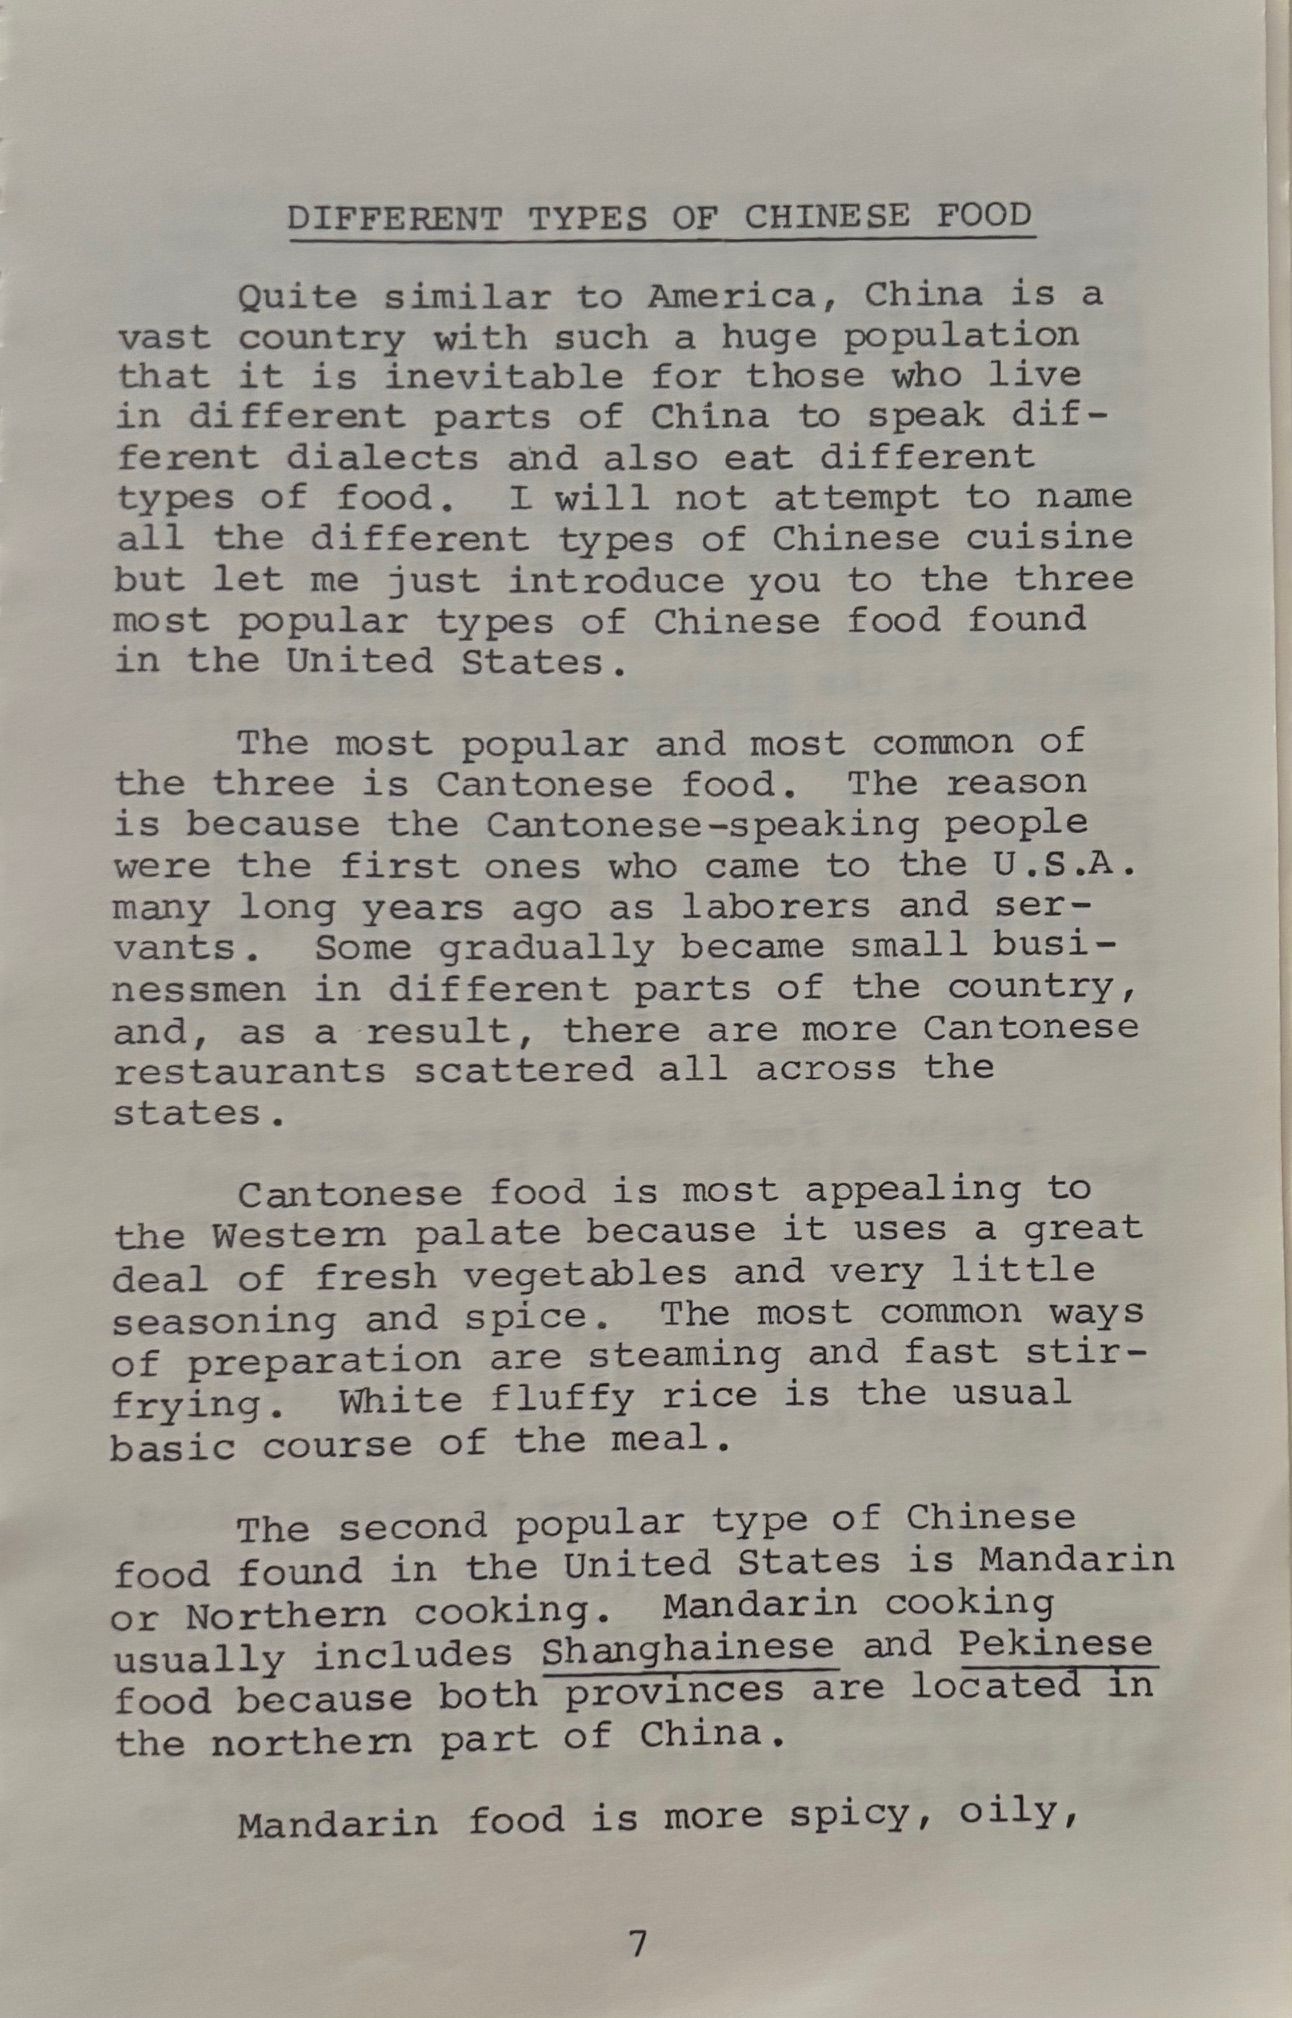 DIFFERENT TYPES OF CHINESE FOOD
Quite similar to America, China is a
vast country with such a huge population
that it is inevitable for those who live
in different parts of China to speak dif-
ferent dialects and also eat different
types of food. I will not attempt to name
all the different types of Chinese cuisine
but let me just introduce you to the three
most popular types of Chinese food found
in the United States.
The most popular and most common of
the three is Cantonese food. The reason
is because the Cantonese-speaking people
were the first ones who came to the U.S.A.
many long years ago as laborers and ser-
vants. Some gradually became small busi-
nessmen in different parts of the country,
and, as a result, there are more Cantonese
restaurants scattered all across the
states.
Cantonese food is most appealing to
the Western palate because it uses a great
deal of fresh vegetables and very little
seasoning and spice. The most common ways
of preparation are steaming and fast stir-
frying. White fluffy rice is the usual
basic course of the meal.
The second popular type of Chinese
food found in the United States is Mandarin
or Northern cooking. Mandarin cooking
usually includes Shanghainese and Pekinese
food because both provinces are located in
the northern part of China.
Mandarin food is more spicy, oily,
7